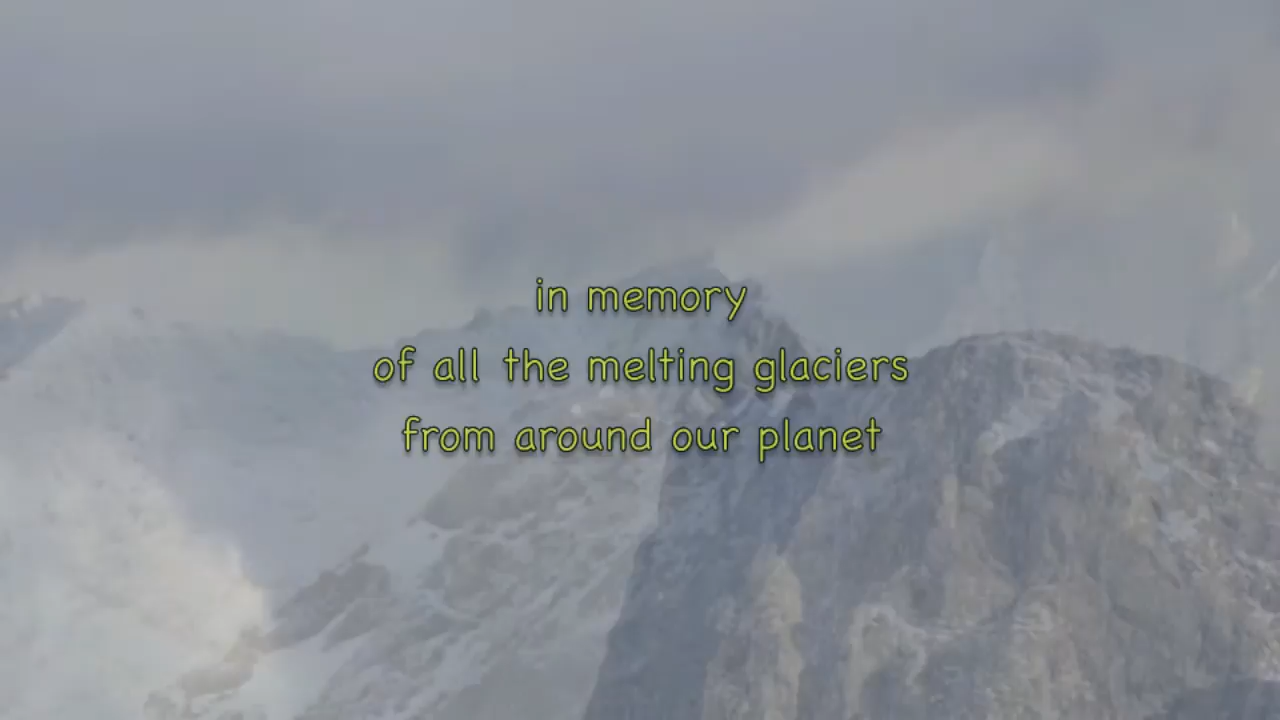 in memory
of all the melting glaciers
from around our planet